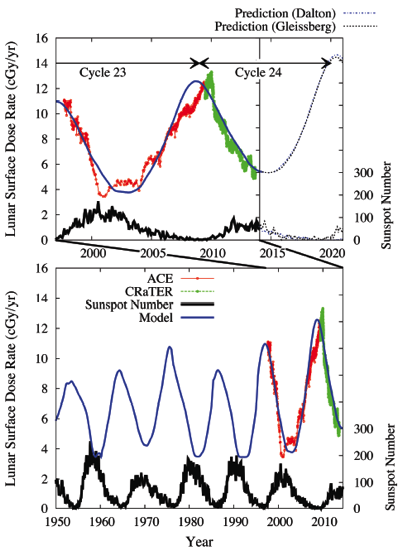 Prediction (Dalton)
Prediction (Gleissberg)
Lunar Surface Dose Rate (cGy/yr)
16
14
12
10
8
6
4
2
0
Cycle 23
Cycle 24
300
200
100
0
Sunspot Number
2000
2005
2010
2015
2020
Lunar Surface Dose Rate (cGy/yr)
16
14
12
10
8
6
4
2
0
ACE
CRaTER
Sunspot Number
Model
300
200
100
0
Sunspot Number
1950
1960
1970
1980
1990
2000
2010
Year